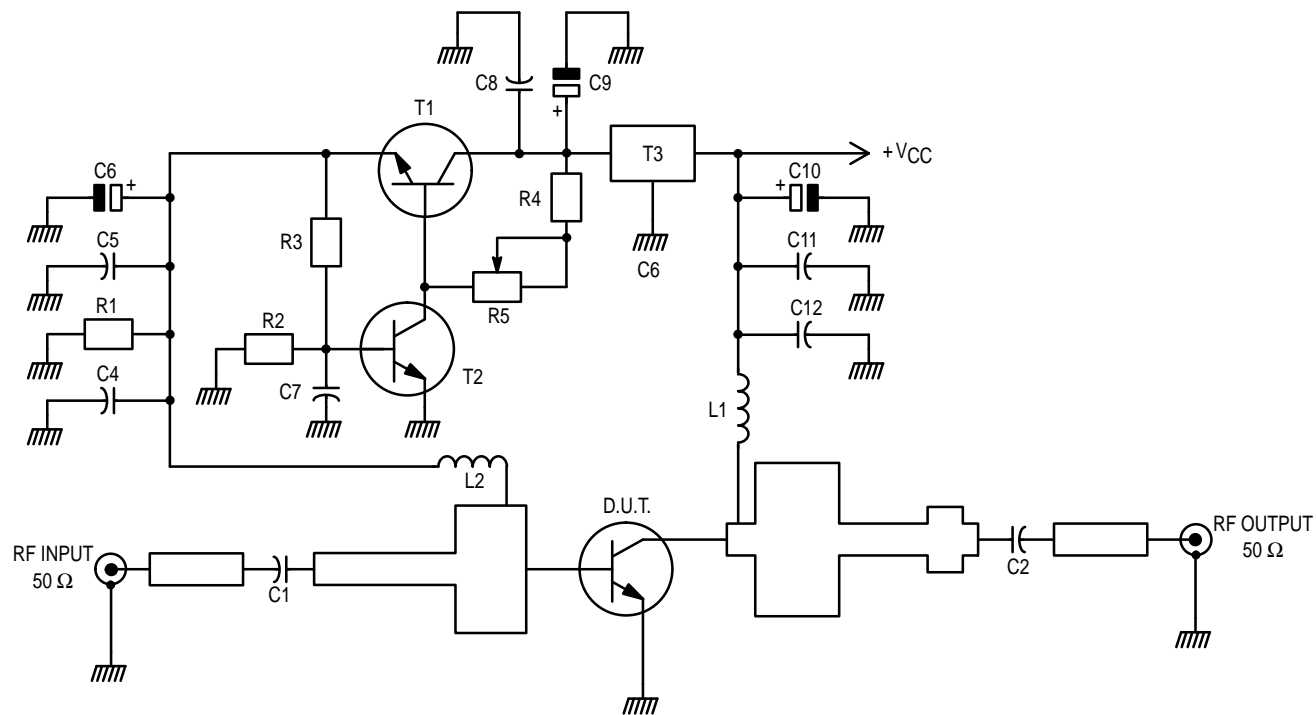 C8
C9
+
T1
T3
+ VCC
C6
+
C10
+
R4
R3
C5
C11
C6
R1
R2
R5
C12
T2
C4
C7
L1
L2
D.U.T.
RF INPUT
50 Ω
C1
C2
RF OUTPUT
50 Ω